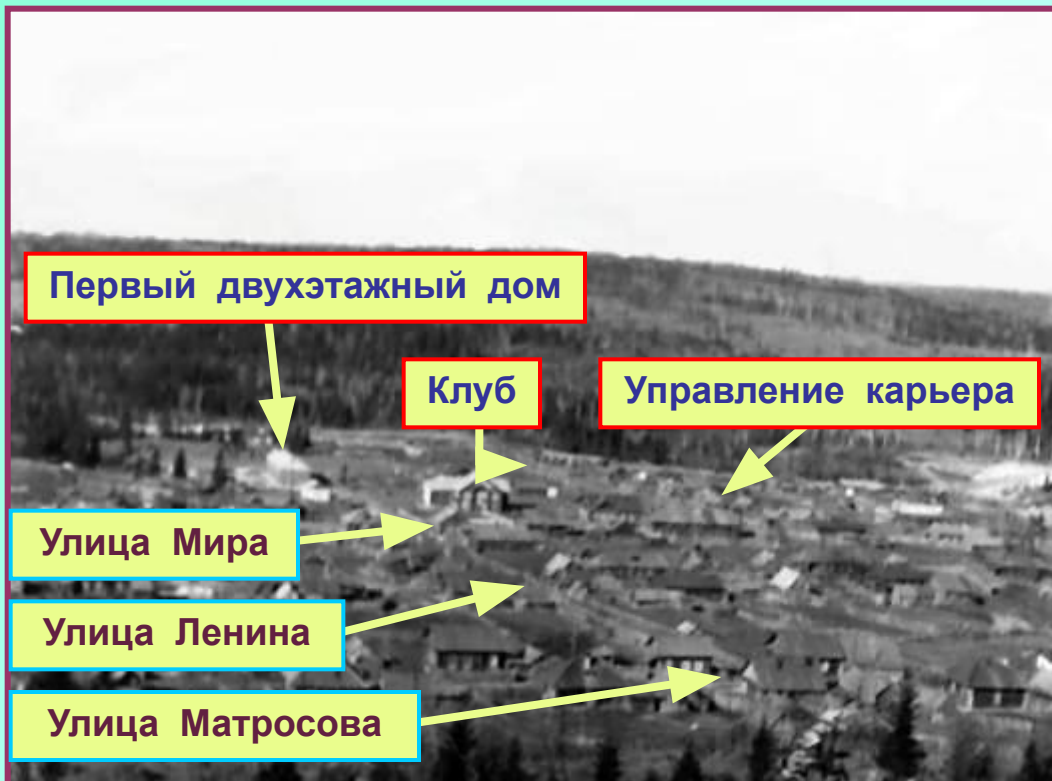 Первый двухэтажный дом
Клуб
Управление карьера
Улица Мира
Улица Ленина
Улица Матросова